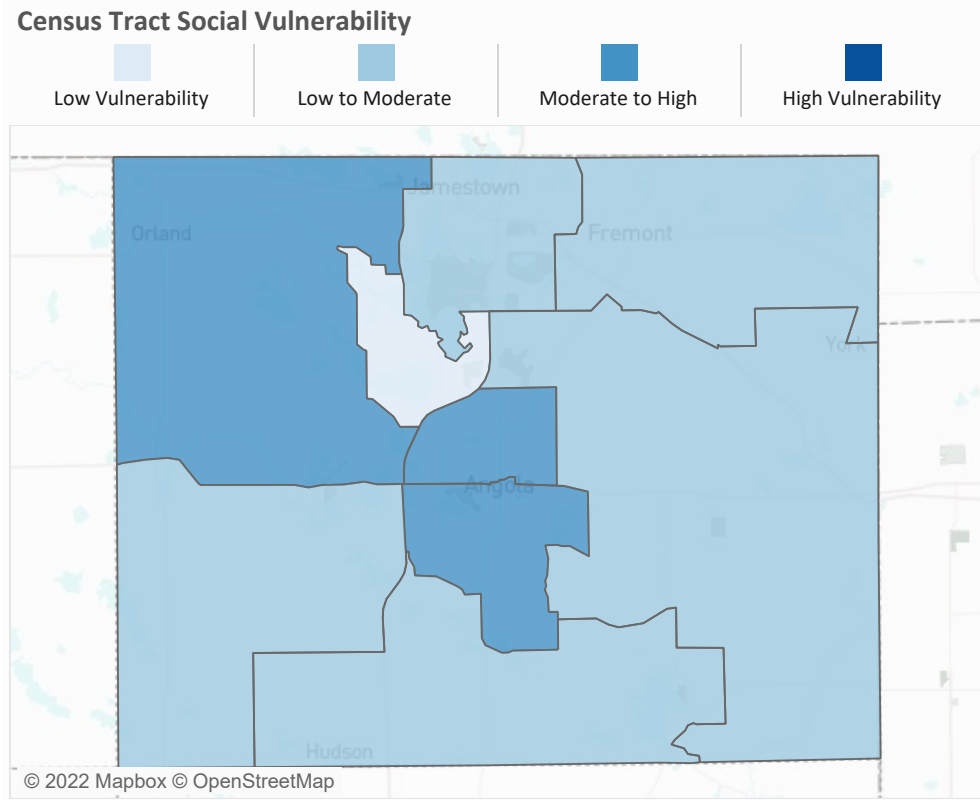 Census Tract Social Vulnerability
Low Vulnerability
Low to Moderate
Moderate to High
High Vulnerability
Jamestown
Orland
Fremont
York
Angola
Hudson
© 2022 Mapbox © OpenStreetMap